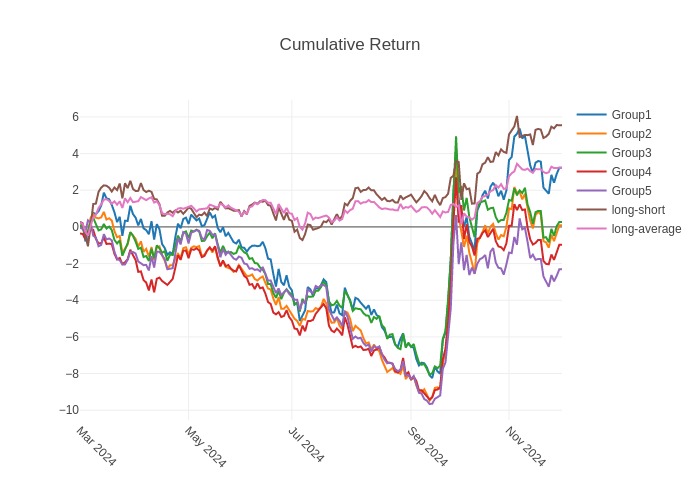 Cumulative Return
6
4
2
0
−2
−4
−6
−8
−10
Mar 2024
May 2024
Jul 2024
Sep 2024
Nov 2024
Group1
Group2
Group3
Group4
Group5
long-short
long-average